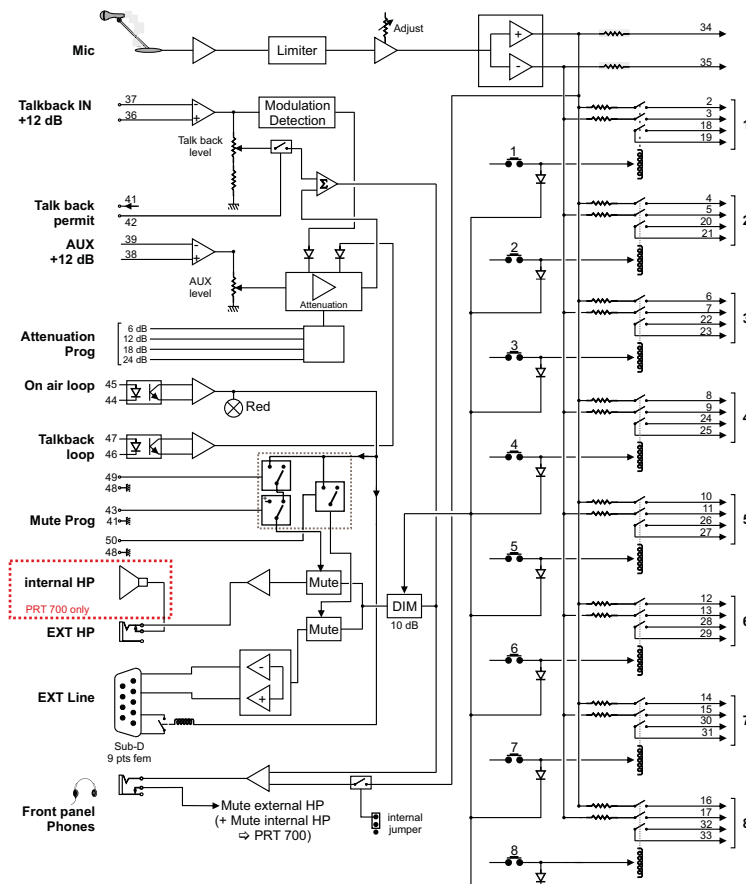 Mic
Limiter
Adjust
+
-
34
35
Talkback IN
+12 dB
37
36
-
+
Modulation
Detection
Talk back
level
Σ
Talk back
permit
41
42
AUX
+12 dB
39
38
-
+
AUX
level
Attenuation
Attenuation
Prog
6 dB
12 dB
18 dB
24 dB
On air loop
45
44
Red
Talkback
loop
47
46
49
48
Mute Prog
43
41
50
48
internal HP
PRT 700 only
EXT HP
Mute
Mute
DIM
10 dB
EXT Line
-
+
Sub-D
9 pts fem
Front panel
Phones
Mute external HP
(+ Mute internal HP
⇨ PRT 700)
internal
jumper
1
2
3
18
19
1
2
4
5
20
21
2
3
6
7
22
23
3
4
8
9
24
25
4
5
10
11
26
27
5
6
12
13
28
29
6
7
14
15
30
31
7
8
16
17
32
33
8